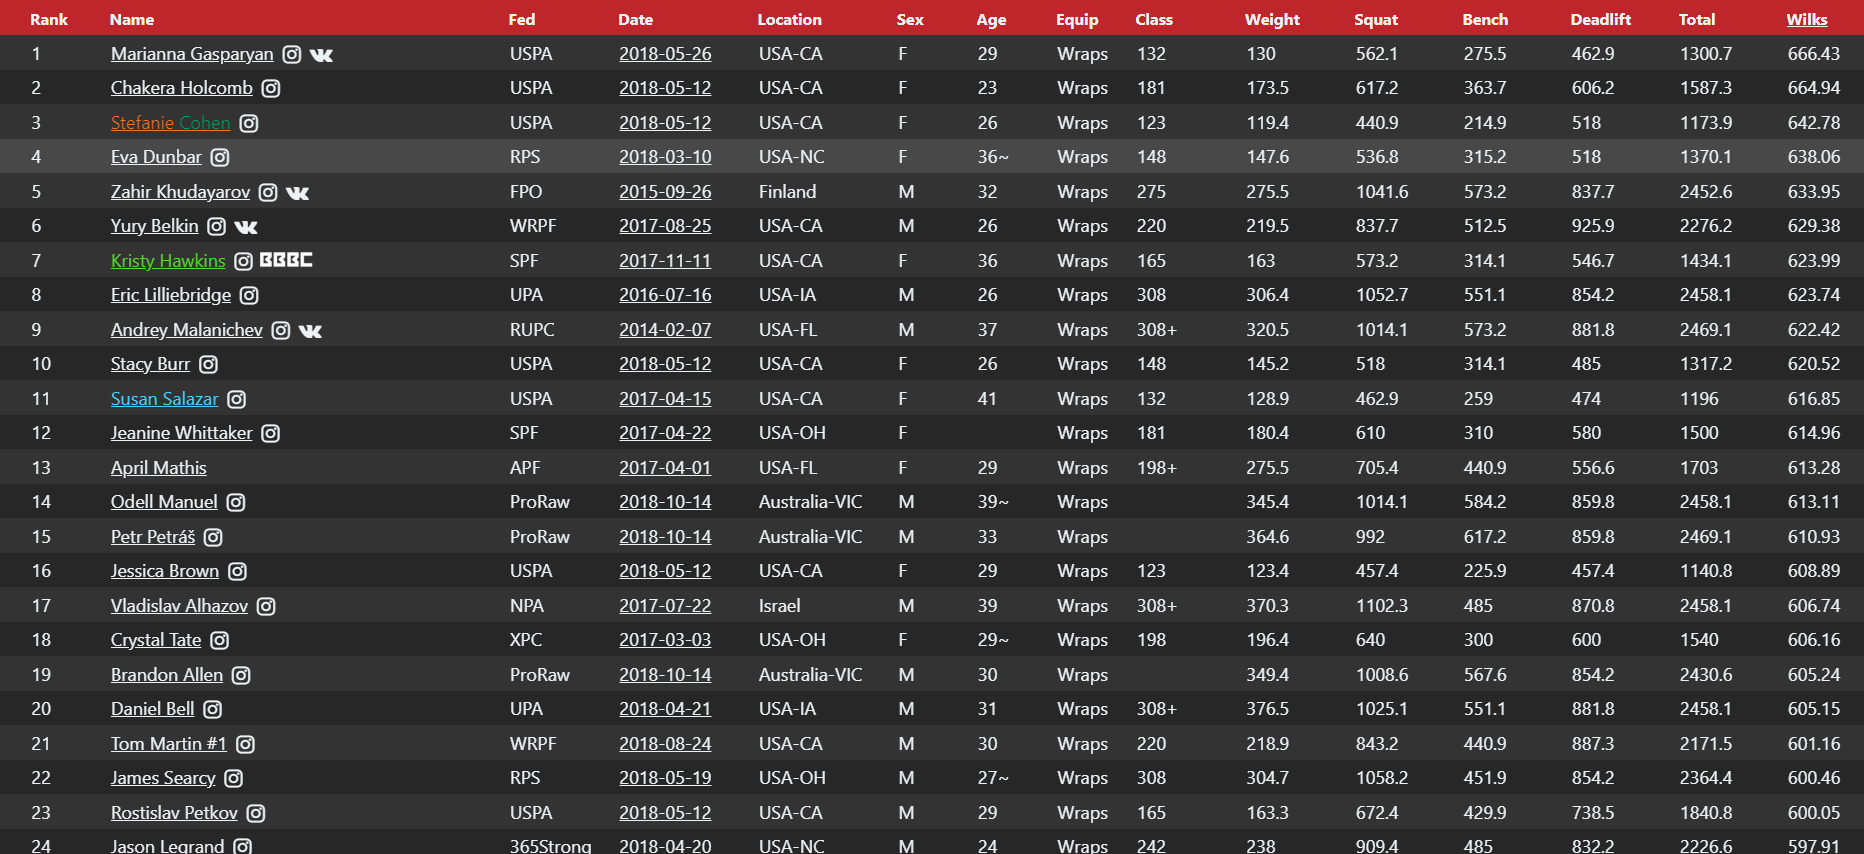 Rank Name Fed Date Location Sex Age Equip Class Weight Squat Bench Deadlift Total Wilks
1 Marianna Gasparyan USPA 2018-05-26 USA-CA F 29 Wraps 132 130 562.1 275.5 462.9 1300.7 666.43
2 Chakera Holcomb USPA 2018-05-12 USA-CA F 23 Wraps 181 173.5 617.2 363.7 606.2 1587.3 664.94
3 Stefanie Cohen USPA 2018-05-12 USA-CA F 26 Wraps 123 119.4 440.9 214.9 518 1173.9 642.78
4 Eva Dunbar RPS 2018-03-10 USA-NC F 36~ Wraps 148 147.6 536.8 315.2 518 1370.1 638.06
5 Zahir Khudayarov FPO 2015-09-26 Finland M 32 Wraps 275 275.5 1041.6 573.2 837.7 2452.6 633.95
6 Yury Belkin WRPF 2017-08-25 USA-CA M 26 Wraps 220 219.5 837.7 512.5 925.9 2276.2 629.38
7 Kristy Hawkins BBBC SPF 2017-11-11 USA-CA F 36 Wraps 165 163 573.2 314.1 546.7 1434.1 623.99
8 Eric Lilliebridge UPA 2016-07-16 USA-IA M 26 Wraps 308 306.4 1052.7 551.1 854.2 2458.1 623.74
9 Andrey Malanichev RUPC 2014-02-07 USA-FL M 37 Wraps 308+ 320.5 1014.1 573.2 881.8 2469.1 622.42
10 Stacy Burr USPA 2018-05-12 USA-CA F 26 Wraps 148 145.2 518 314.1 485 1317.2 620.52
11 Susan Salazar USPA 2017-04-15 USA-CA F 41 Wraps 132 128.9 462.9 259 474 1196 616.85
12 Jeanine Whittaker SPF 2017-04-22 USA-OH F Wraps 181 180.4 610 310 580 1500 614.96
13 April Mathis APF 2017-04-01 USA-FL F 29 Wraps 198+ 275.5 705.4 440.9 556.6 1703 613.28
14 Odell Manuel ProRaw 2018-10-14 Australia-VIC M 39~ Wraps 345.4 1014.1 584.2 859.8 2458.1 613.11
15 Petr Petráš ProRaw 2018-10-14 Australia-VIC M 33 Wraps 364.6 992 617.2 859.8 2469.1 610.93
16 Jessica Brown USPA 2018-05-12 USA-CA F 29 Wraps 123 123.4 457.4 225.9 457.4 1140.8 608.89
17 Vladislav Alhazov NPA 2017-07-22 Israel M 39 Wraps 308+ 370.3 1102.3 485 870.8 2458.1 606.74
18 Crystal Tate XPC 2017-03-03 USA-OH F 29~ Wraps 198 196.4 640 300 600 1540 606.16
19 Brandon Allen ProRaw 2018-10-14 Australia-VIC M 30 Wraps 349.4 1008.6 567.6 854.2 2430.6 605.24
20 Daniel Bell UPA 2018-04-21 USA-IA M 31 Wraps 308+ 376.5 1025.1 551.1 881.8 2458.1 605.15
21 Tom Martin #1 WRPF 2018-08-24 USA-CA M 30 Wraps 220 218.9 843.2 440.9 887.3 2171.5 601.16
22 James Searcy RPS 2018-05-19 USA-OH M 27~ Wraps 308 304.7 1058.2 451.9 854.2 2364.4 600.46
23 Rostislav Petkov USPA 2018-05-12 USA-CA M 29 Wraps 165 163.3 672.4 429.9 738.5 1840.8 600.05
24 Jason Legrand 365Strong 2018-04-20 USA-NC M 24 Wraps 242 238 909.4 485 832.2 2226.6 597.91